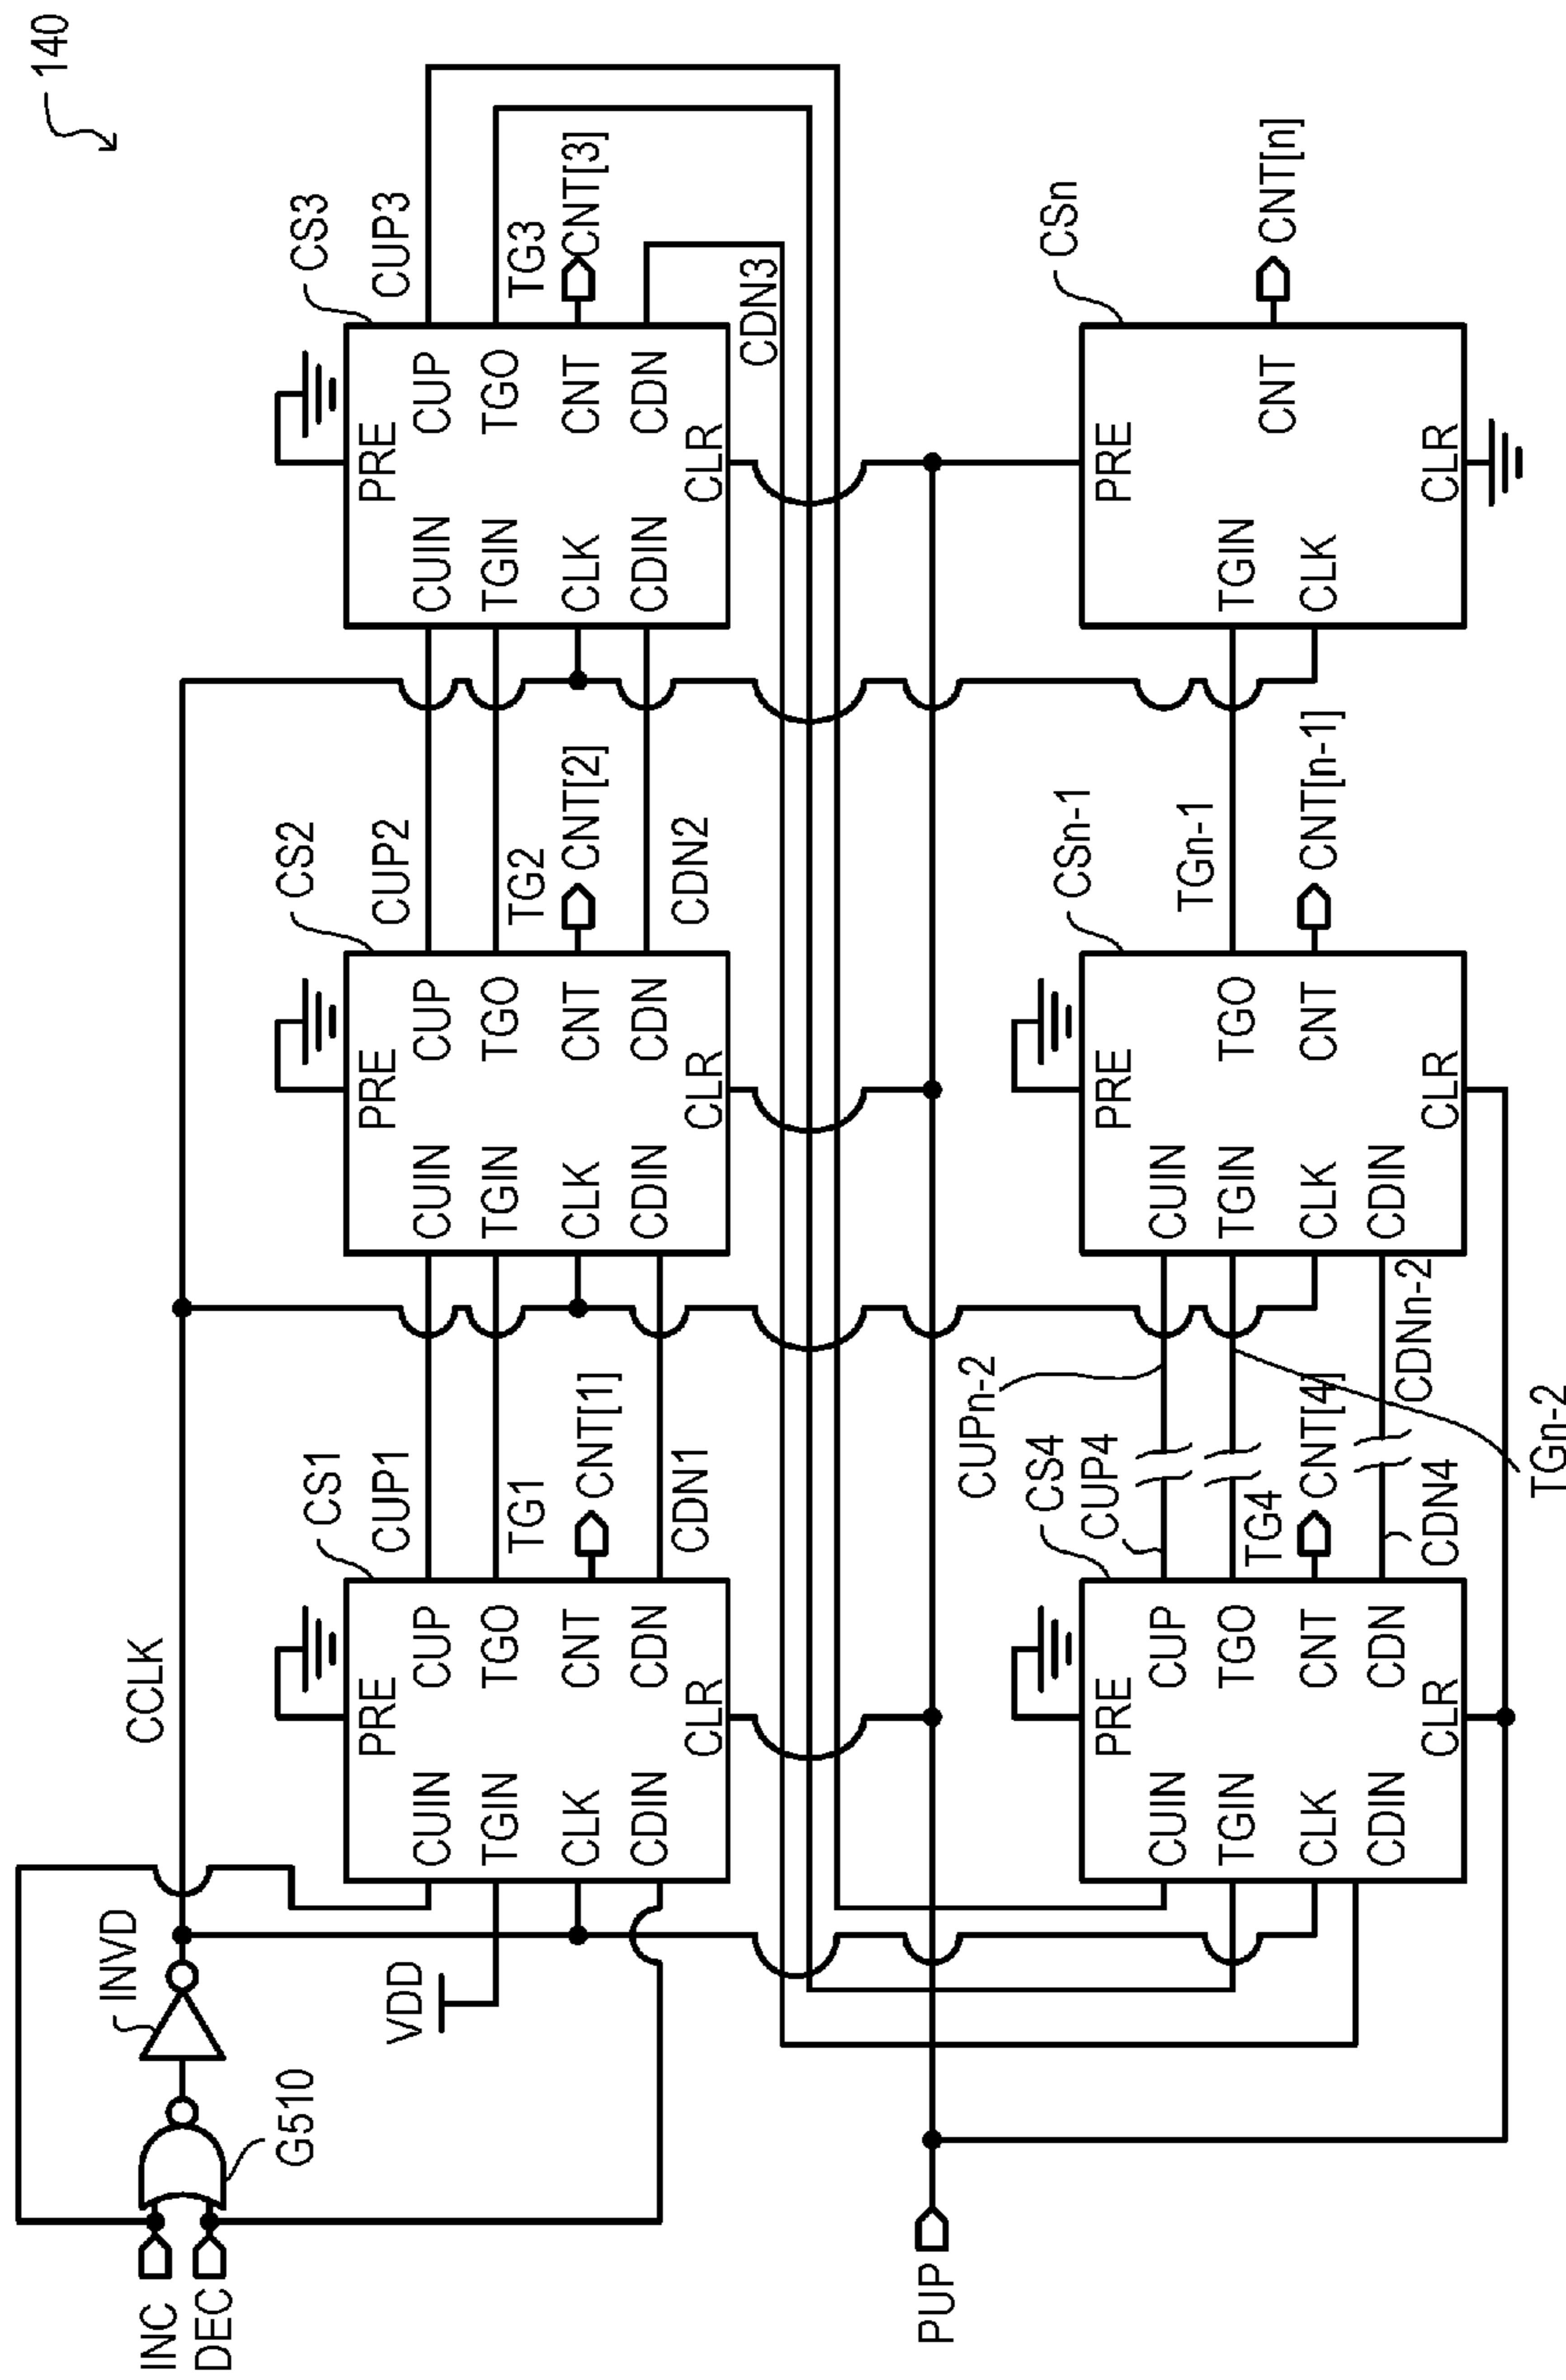 140
INC
DEC
G510
INVD
CCLK
VDD
CS1
PRE
CUIN
CUP
TGIN
TGO
CLK
CNT
CDIN
CDN
CLR
CUP1
TG1
CNT[1]
CDN1
CS2
PRE
CUIN
CUP
TGIN
TGO
CLK
CNT
CDIN
CDN
CLR
CUP2
TG2
CNT[2]
CDN2
CS3
PRE
CUIN
CUP
TGIN
TGO
CLK
CNT
CDIN
CDN
CLR
CUP3
TG3
CNT[3]
CDN3
PUP
CS4
PRE
CUIN
CUP
TGIN
TGO
CLK
CNT
CDIN
CDN
CLR
CUP4
TG4
CNT[4]
CDN4
CUPn-2
TGn-2
CDNn-2
CSn-1
PRE
CUIN
TGIN
TGO
CLK
CNT
CDIN
CLR
TGn-1
CNT[n-1]
CSn
PRE
TGIN
CNT
CLK
CLR
CNT[n]